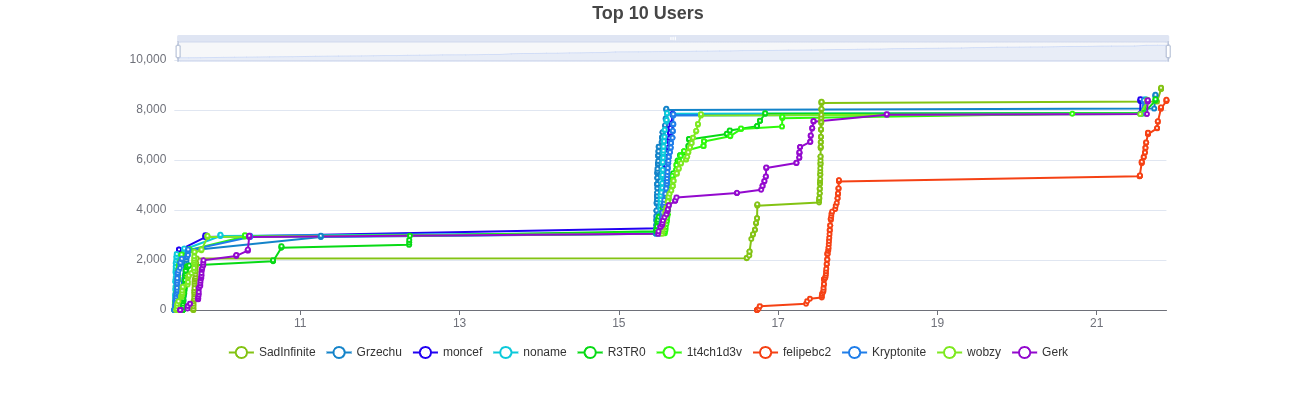 Top 10 Users
10,000
8,000
6,000
4,000
2,000
0
11 13 15 17 19 21
SadInfinite Grzechu moncef noname R3TR0 1t4ch1d3v felipebc2 Kryptonite wobzy Gerk